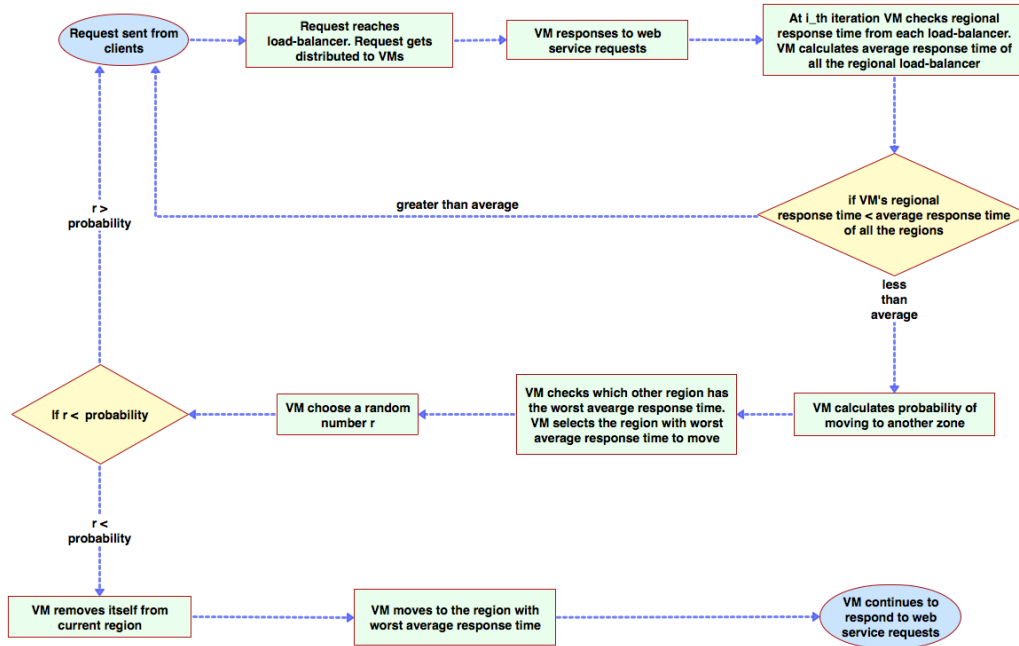 Request sent from
clients
Request reaches
load-balancer. Request gets
distributed to VMs
VM responses to web
service requests
At i_th iteration VM checks regional
response time from each load-balancer.
VM calculates average response time of
all the regional load-balancer
if VM's regional
response time < average response time
of all the regions
greater than average
less
than
average
VM calculates probability of
moving to another zone
VM checks which other region has
the worst avearge response time.
VM selects the region with worst
average response time to move
VM choose a random
number r
If r < probability
r >
probability
r <
probability
VM removes itself from
current region
VM moves to the region with
worst average response time
VM continues to
respond to web
service requests